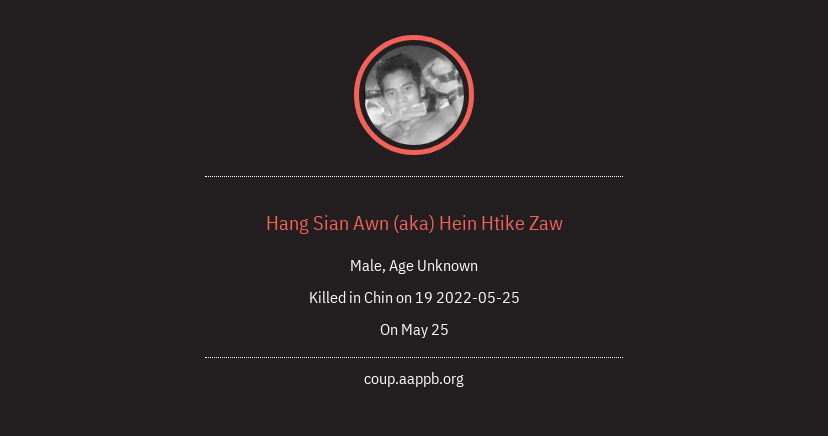 Hang Sian Awn (aka) Hein Htike Zaw
Male, Age Unknown
Killed in Chin on 19 2022-05-25
On May 25
coup.aappb.org